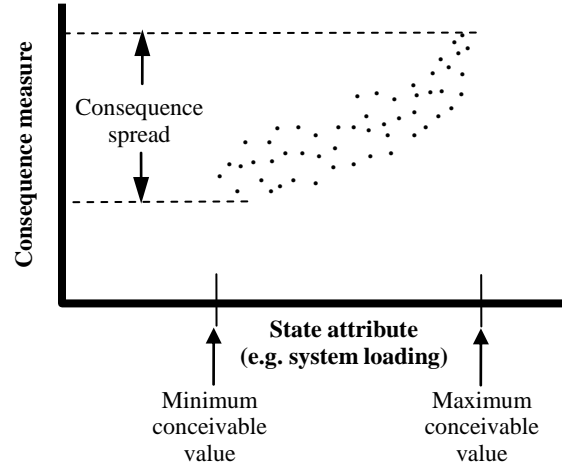 Consequence measure
Consequence
spread
State attribute
(e.g. system loading)
Minimum
conceivable
value
Maximum
conceivable
value